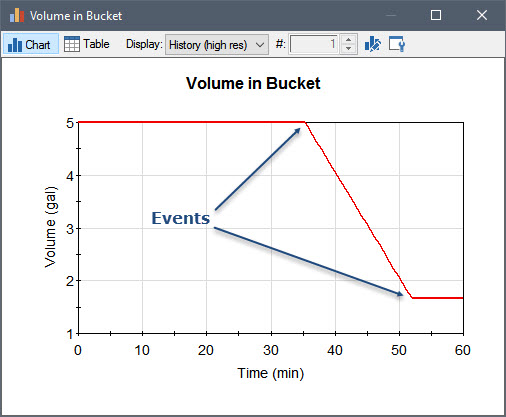 Volume in Bucket
Chart Table Display: History (high res) #: 1
Volume in Bucket
5
4
3
2
1
Volume (gal)
Events
0 10 20 30 40 50 60
Time (min)